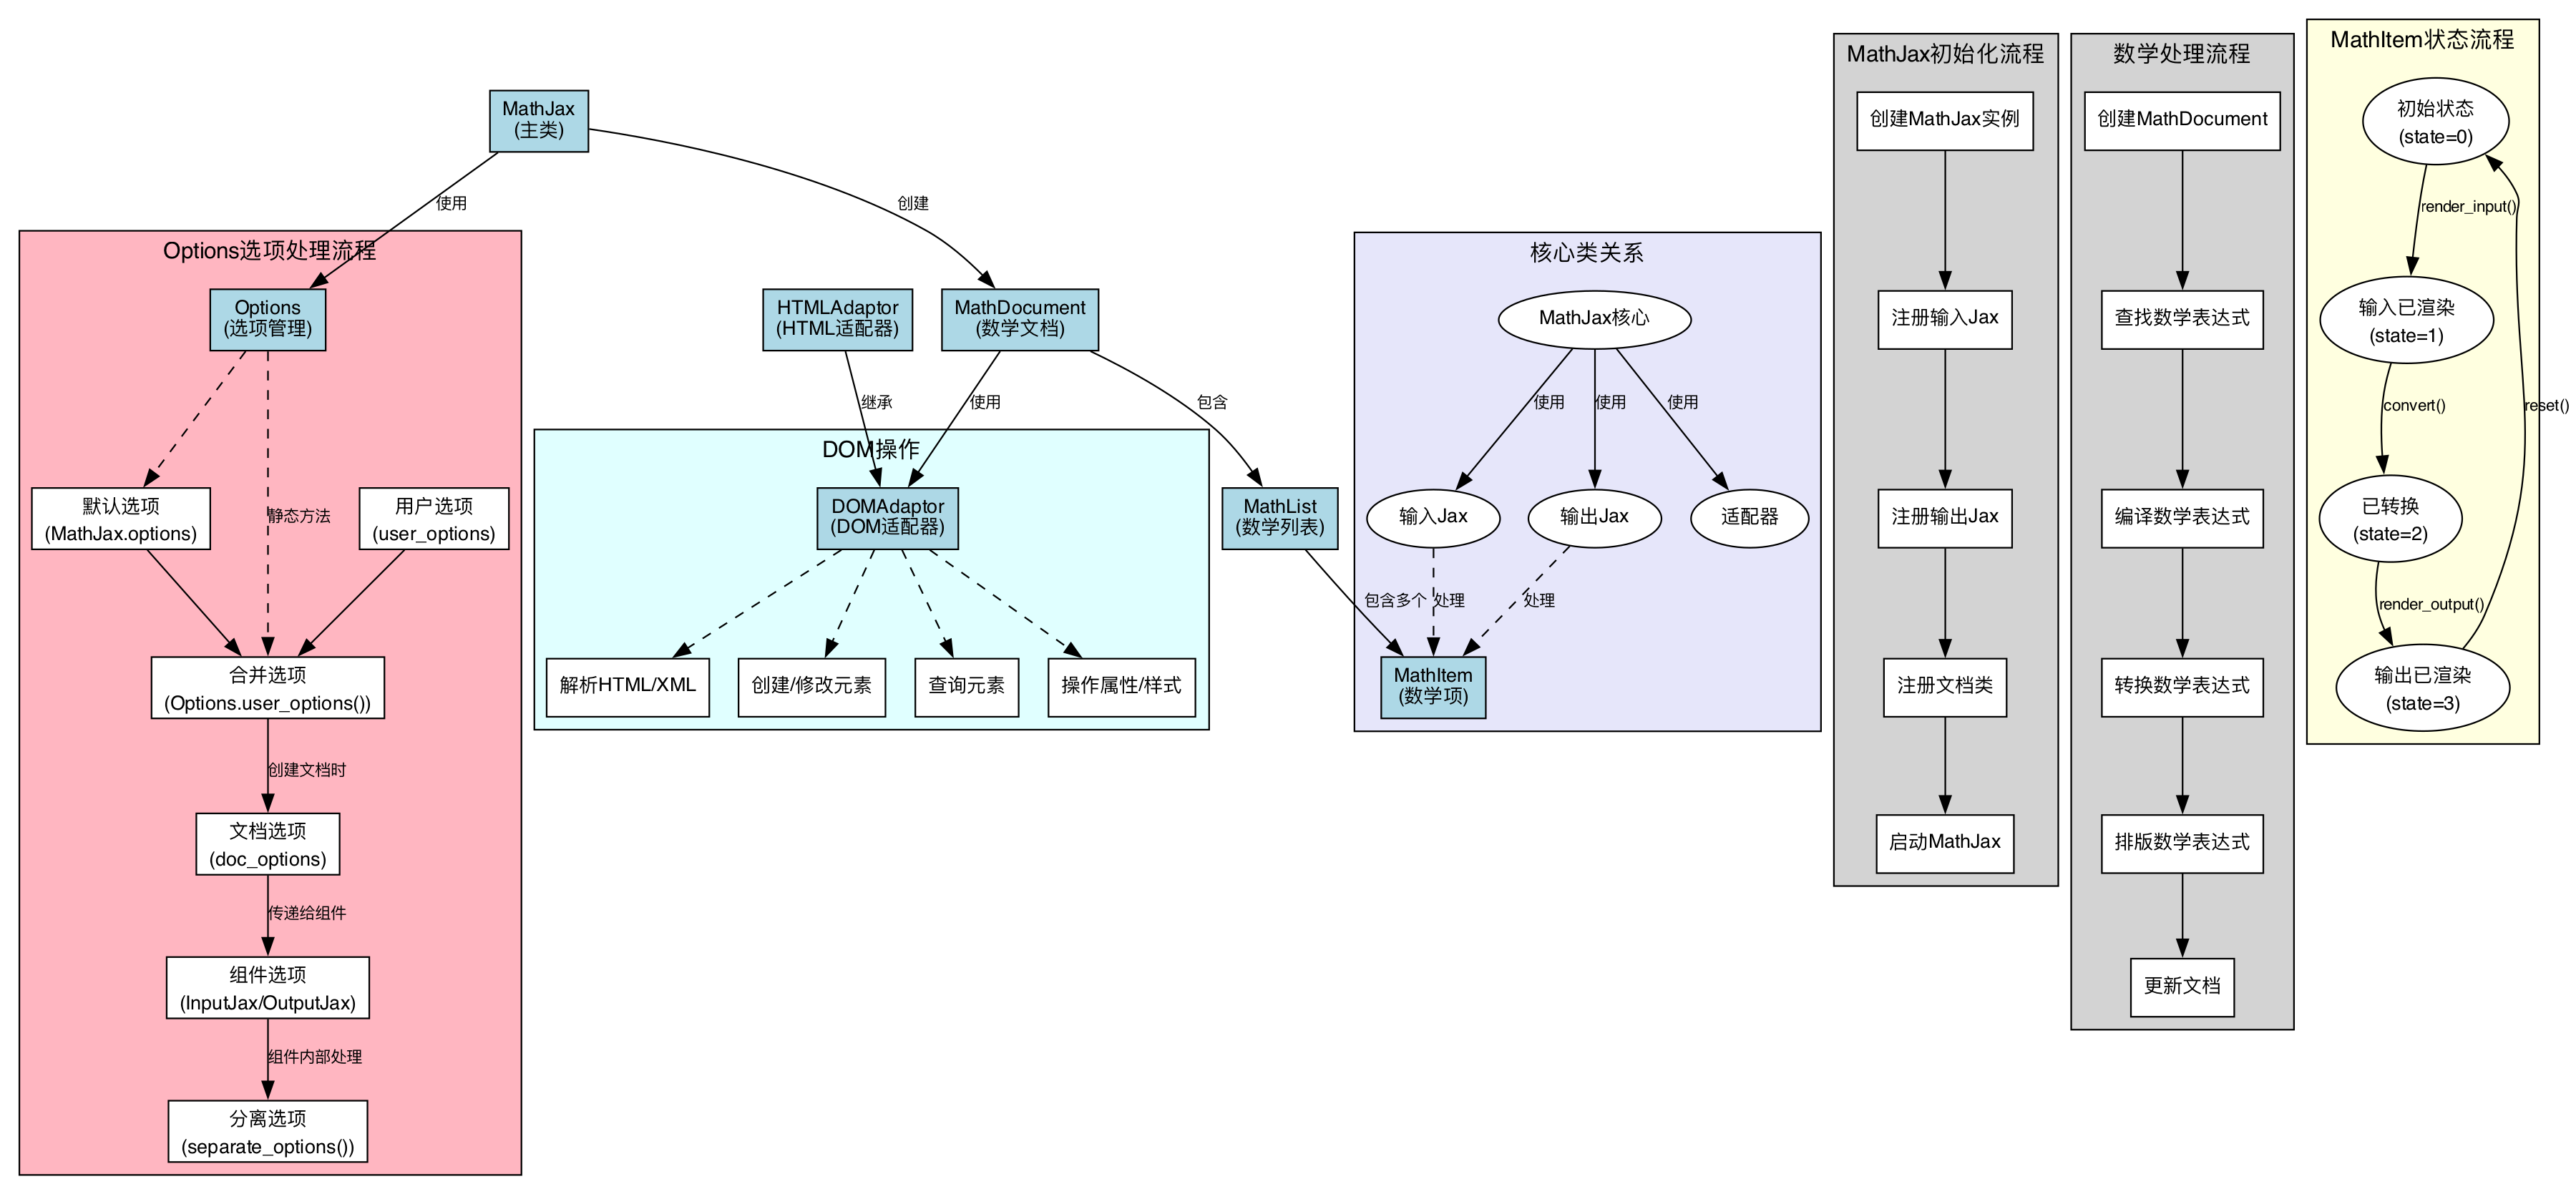 MathJax
(主类)
使用
创建
Options选项处理流程
Options
(选项管理)
静态方法
默认选项
(MathJax.options)
用户选项
(user_options)
合并选项
(Options.user_options())
创建文档时
文档选项
(doc_options)
传递给组件
组件选项
(InputJax/OutputJax)
组件内部处理
分离选项
(separate_options())
HTMLAdaptor
(HTML适配器)
MathDocument
(数学文档)
继承
使用
包含
DOM操作
DOMAdaptor
(DOM适配器)
解析HTML/XML
创建/修改元素
查询元素
操作属性/样式
MathList
(数学列表)
包含多个
核心类关系
MathJax核心
使用
使用
使用
输入Jax
输出Jax
适配器
处理
处理
MathItem
(数学项)
MathJax初始化流程
创建MathJax实例
注册输入Jax
注册输出Jax
注册文档类
启动MathJax
数学处理流程
创建MathDocument
查找数学表达式
编译数学表达式
转换数学表达式
排版数学表达式
更新文档
MathItem状态流程
初始状态
(state=0)
render_input()
输入已渲染
(state=1)
convert()
reset()
已转换
(state=2)
render_output()
输出已渲染
(state=3)